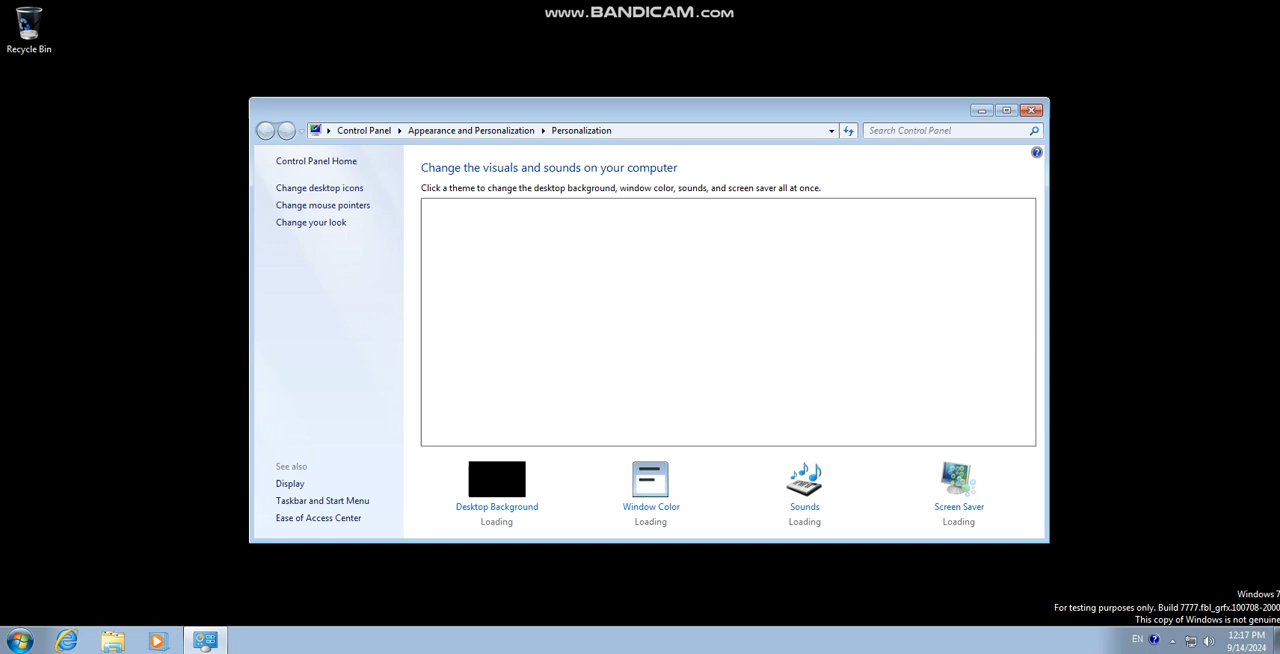 www.BANDICAM.com
Recycle Bin
Control Panel
Appearance and Personalization
Personalization
Search Control Panel
Control Panel Home
Change desktop icons
Change mouse pointers
Change your look
Change the visuals and sounds on your computer
Click a theme to change the desktop background, window color, sounds, and screen saver all at once.
See also
Display
Taskbar and Start Menu
Ease of Access Center
Desktop Background
Loading
Window Color
Loading
Sounds
Loading
Screen Saver
Loading
Windows 7
For testing purposes only. Build 7777.fbl_grfx.100708-2000
This copy of Windows is not genuine
EN
12:17 PM
9/14/2024